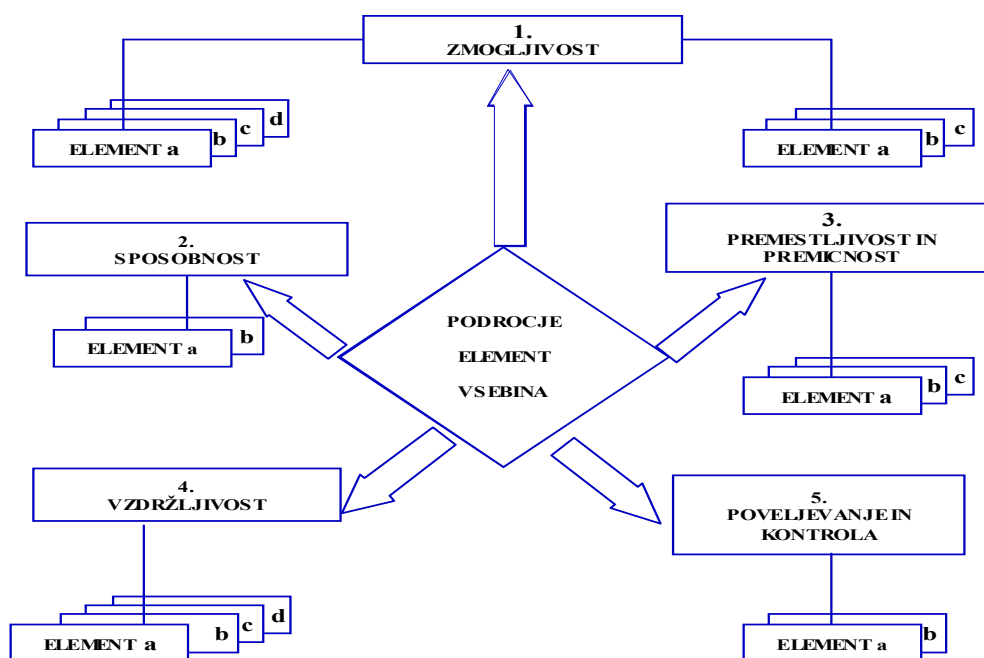 1.
ZMOGLJIVOST
d
c
b
ELEMENT a
c
b
ELEMENT a
2.
SPOSOBNOST
b
ELEMENT a
3.
PREMESTLJIVOST IN
PREMICNOST
c
b
ELEMENT a
PODROCJE
ELEMENT
VSEBINA
4.
VZDRŽLJIVOST
d
c
b
ELEMENT a
5.
POVELJEVANJE IN
KONTROLA
b
ELEMENT a